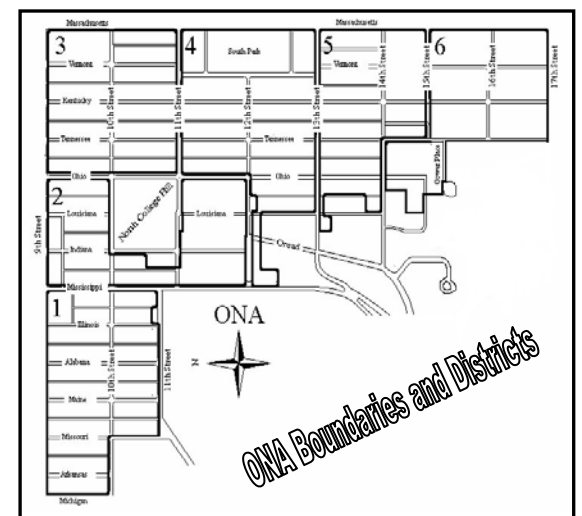 Massachusetts Massachusetts
3 4 5 6
South Park
Vermont Vermont
14th Street 15th Street 16th Street 17th Street
Kentucky
10th Street 11th Street 12th Street 13th Street
Tennessee Tennessee
Ohio Ohio
Gower Place
2
North College Hill
Louisiana Louisiana
9th Street
Indiana
Oread
Mississippi
1
ONA
Illinois
10th Street 11th Street
N
Alabama
Maine
Missouri
Arkansas
Michigan
ONA Boundaries and Districts